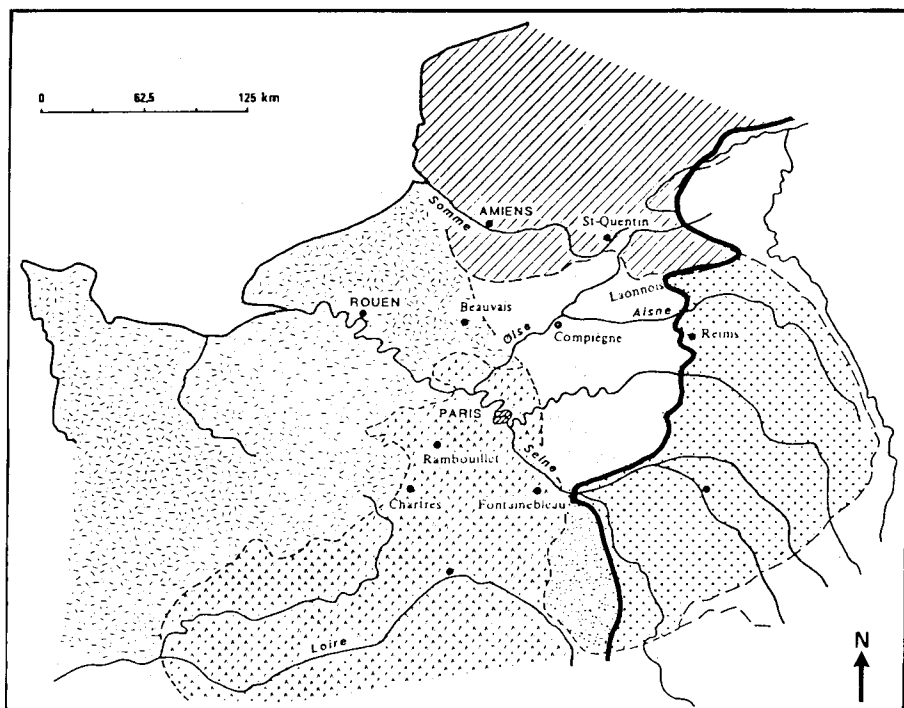 0 62,5 125 km
Somme
AMIENS
St-Quentin
Laonnois
ROUEN
Beauvais
Aisne
Oise
Compiègne
Reims
PARIS
Rambouillet
Seine
Chartres
Fontainebleau
Loire
N